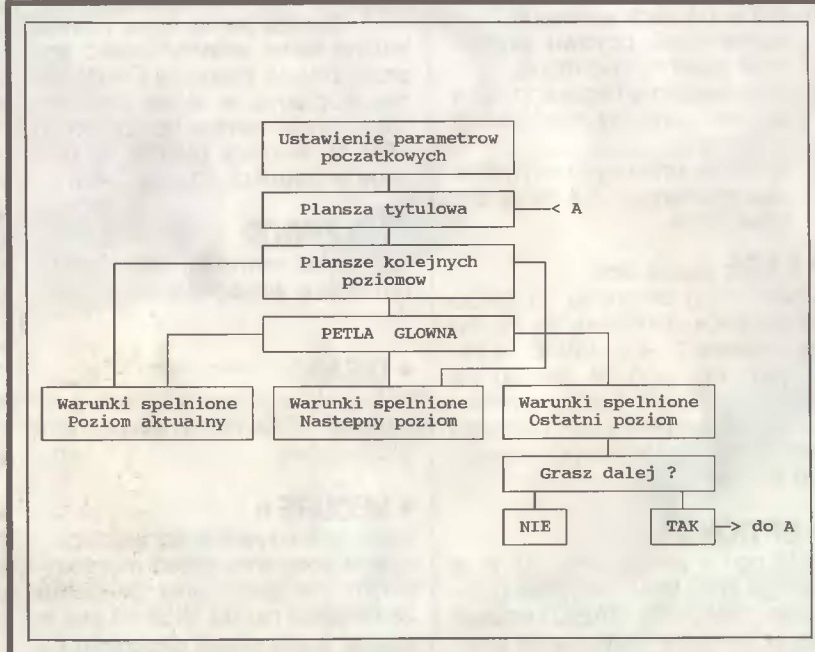 Ustawienie parametrow
poczatkowych
Plansza tytulowa
< A
Plansze kolejnych
poziomow
PETLA GLOWNA
Warunki spelnione
Poziom aktualny
Warunki spelnione
Nastepny poziom
Warunki spelnione
Ostatni poziom
Grasz dalej ?
NIE
TAK
> do A